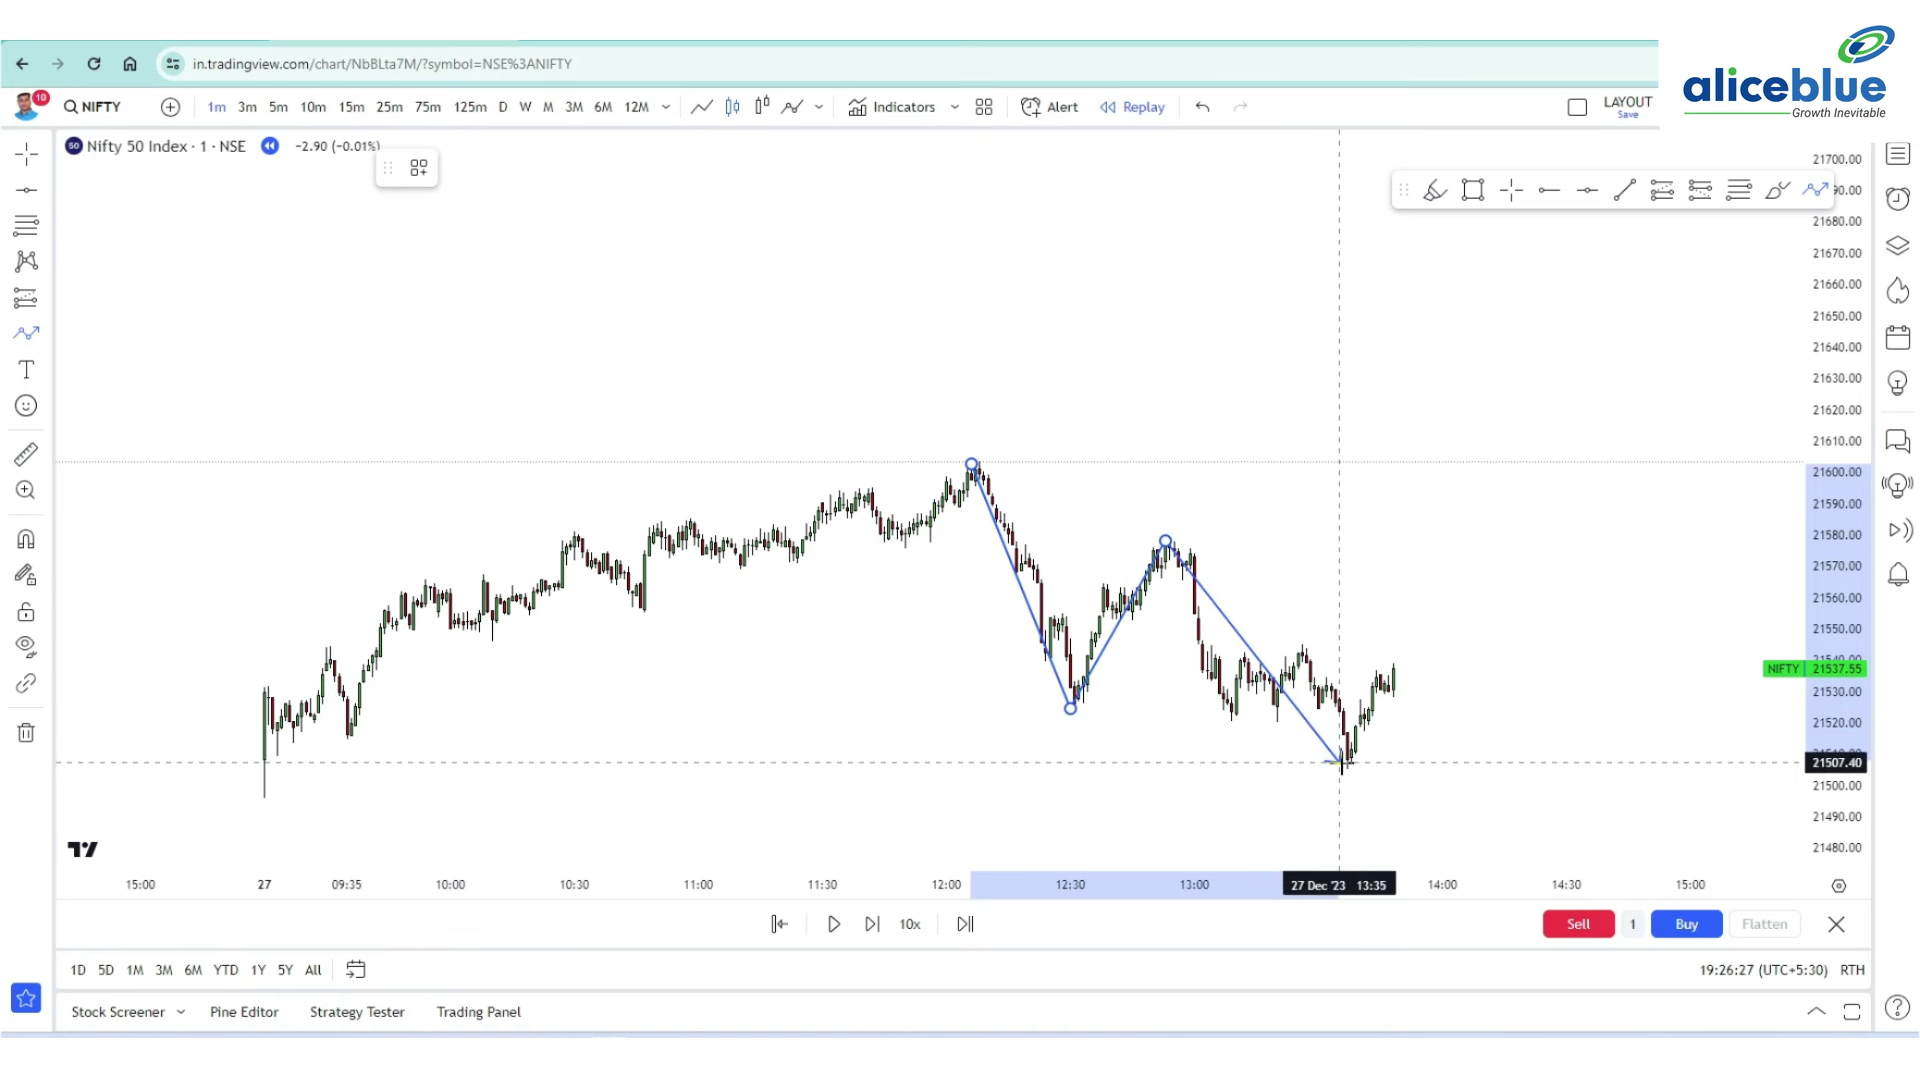 in.tradingview.com/chart/NbBLta7M/?symbol=NSE%3ANIFTY
aliceblue
Growth Inevitable
10
NIFTY 1m 3m 5m 10m 15m 25m 75m 125m D W M 3M 6M 12M Indicators Alert Replay LAYOUT
Save
50 Nifty 50 Index · 1 · NSE −2.90 (−0.01%)
21700.00
90.00
21680.00
21670.00
21660.00
21650.00
21640.00
21630.00
21620.00
21610.00
21600.00
21590.00
21580.00
21570.00
21560.00
21550.00
21540.00
NIFTY 21537.55
21530.00
21520.00
21507.40
21500.00
21490.00
21480.00
15:00 27 09:35 10:00 10:30 11:00 11:30 12:00 12:30 13:00 27 Dec '23 13:35 14:00 14:30 15:00
10x Sell 1 Buy Flatten
1D 5D 1M 3M 6M YTD 1Y 5Y All 19:26:27 (UTC+5:30) RTH
Stock Screener Pine Editor Strategy Tester Trading Panel